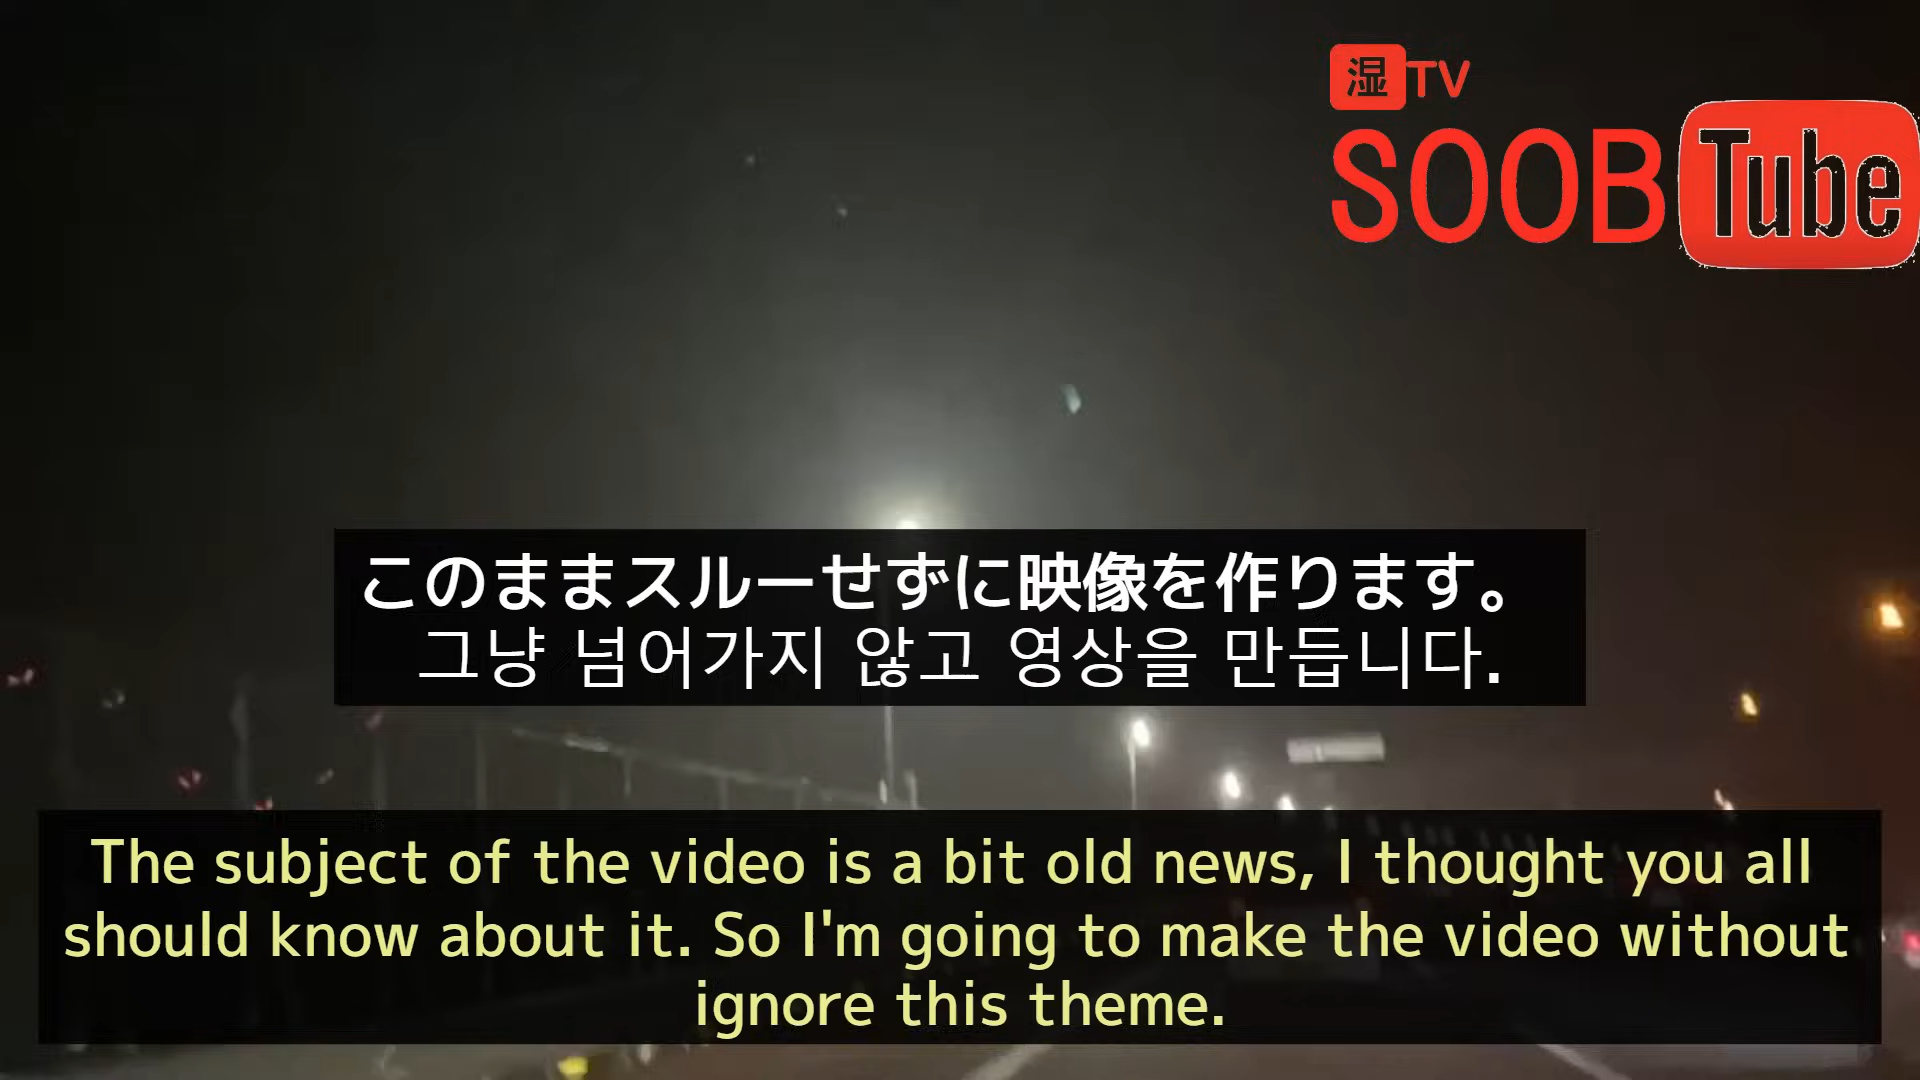 湿TV
SOOBTube
このままスルーせずに映像を作ります。
그냥 넘어가지 않고 영상을 만듭니다.
The subject of the video is a bit old news, I thought you all
should know about it. So I'm going to make the video without
ignore this theme.